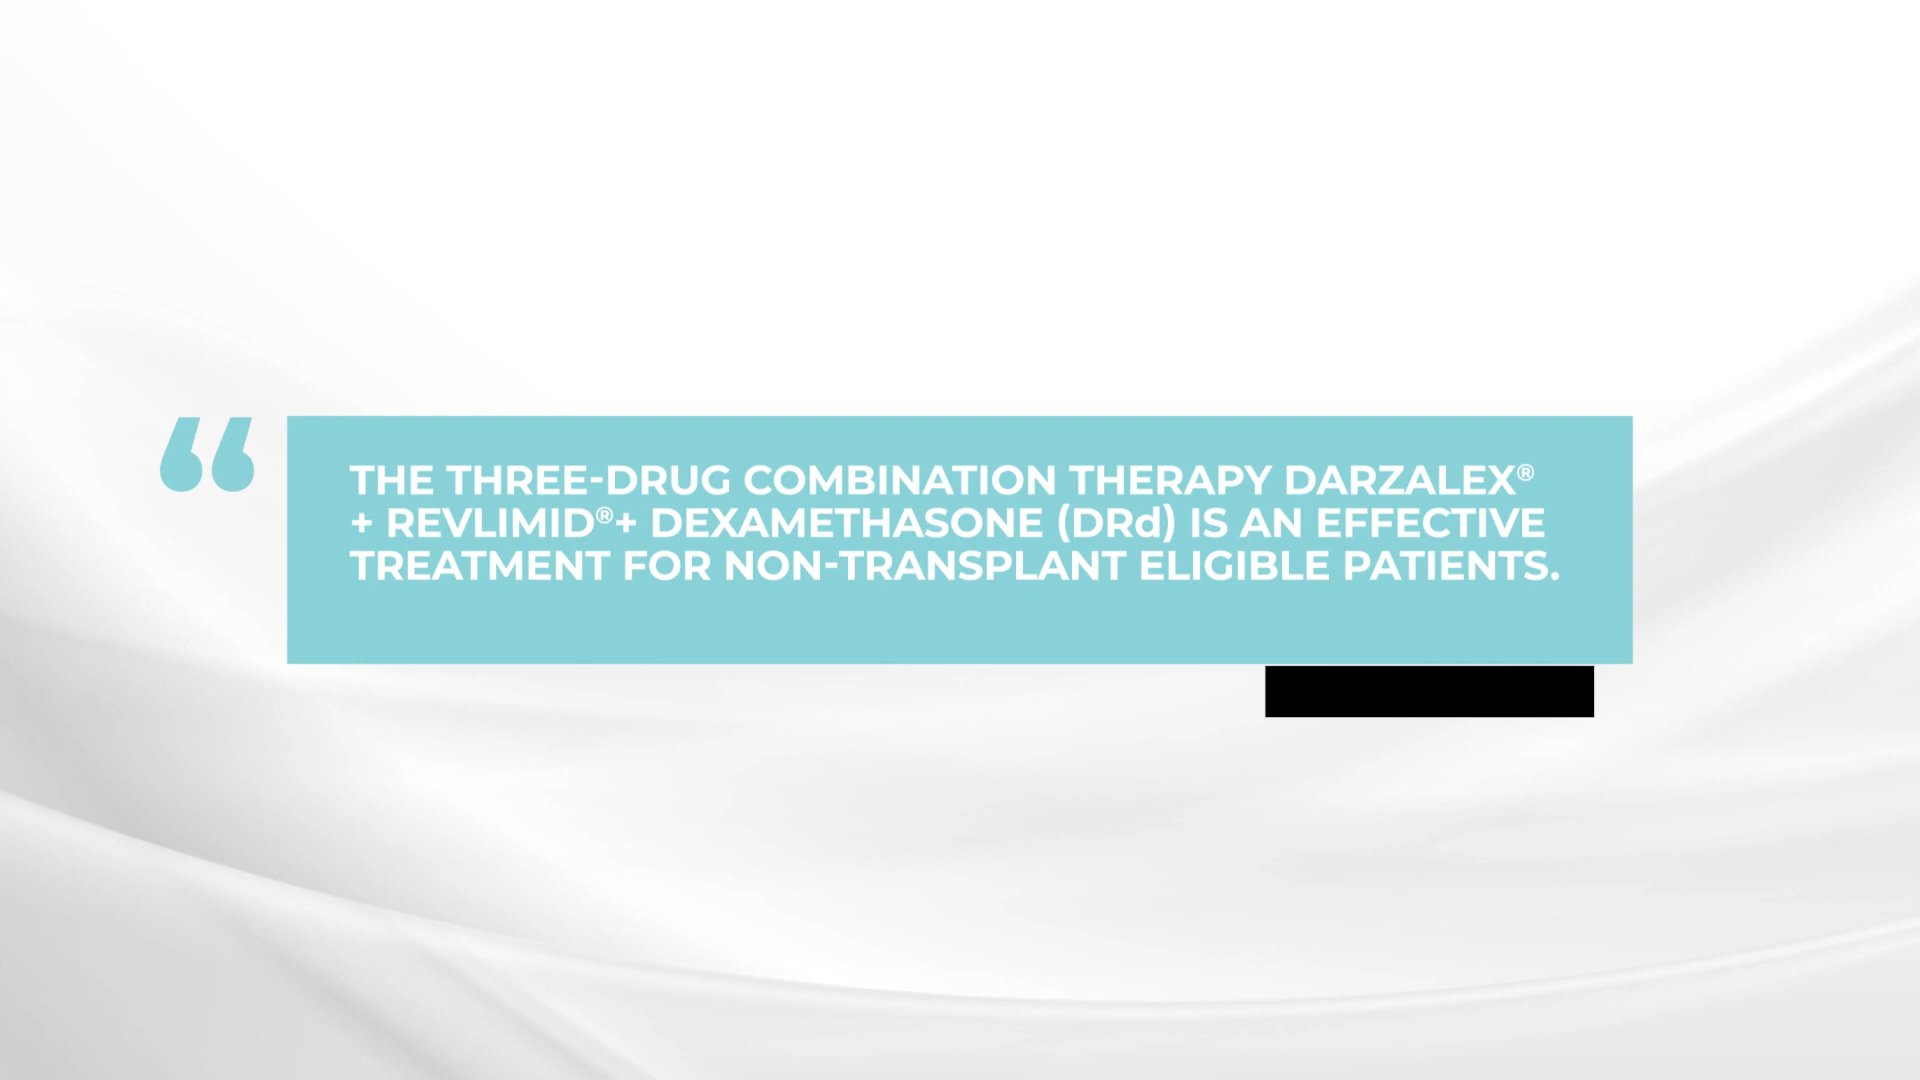 “
THE THREE-DRUG COMBINATION THERAPY DARZALEX®
+ REVLIMID®+ DEXAMETHASONE (DRd) IS AN EFFECTIVE
TREATMENT FOR NON-TRANSPLANT ELIGIBLE PATIENTS.